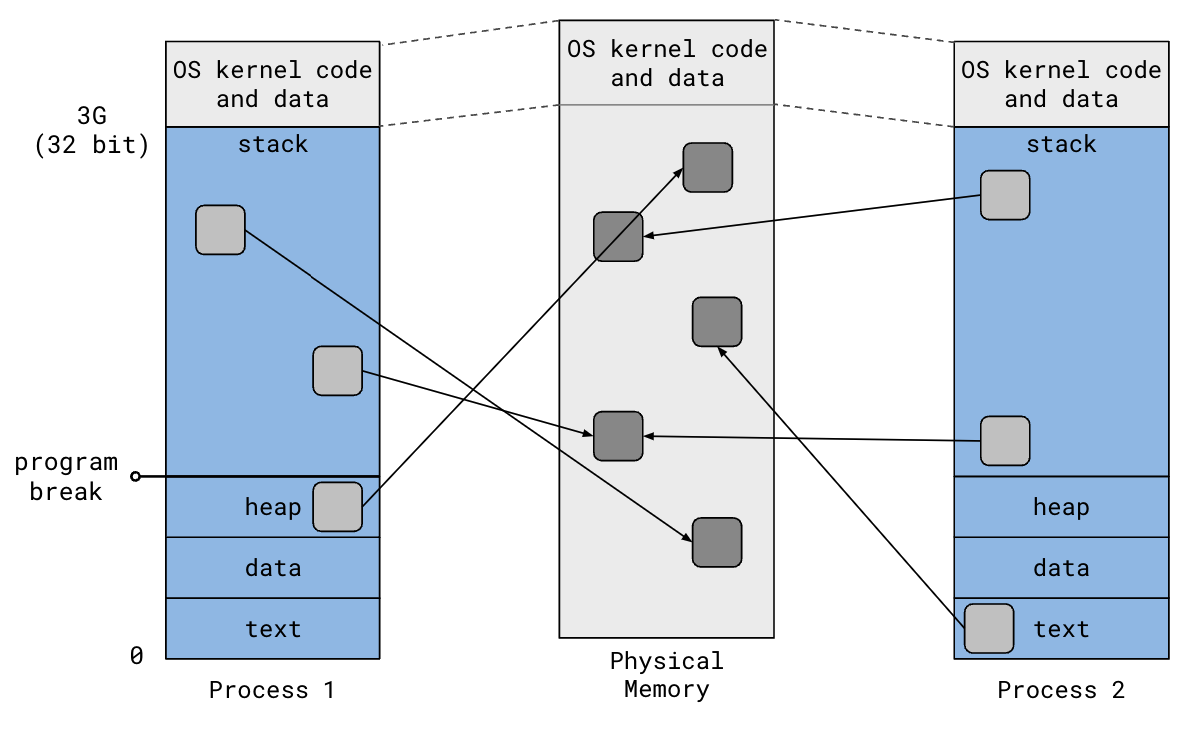 OS kernel code
and data
3G
(32 bit)
stack
program
break
heap
data
text
0
Process 1
OS kernel code
and data
Physical
Memory
OS kernel code
and data
stack
heap
data
text
Process 2